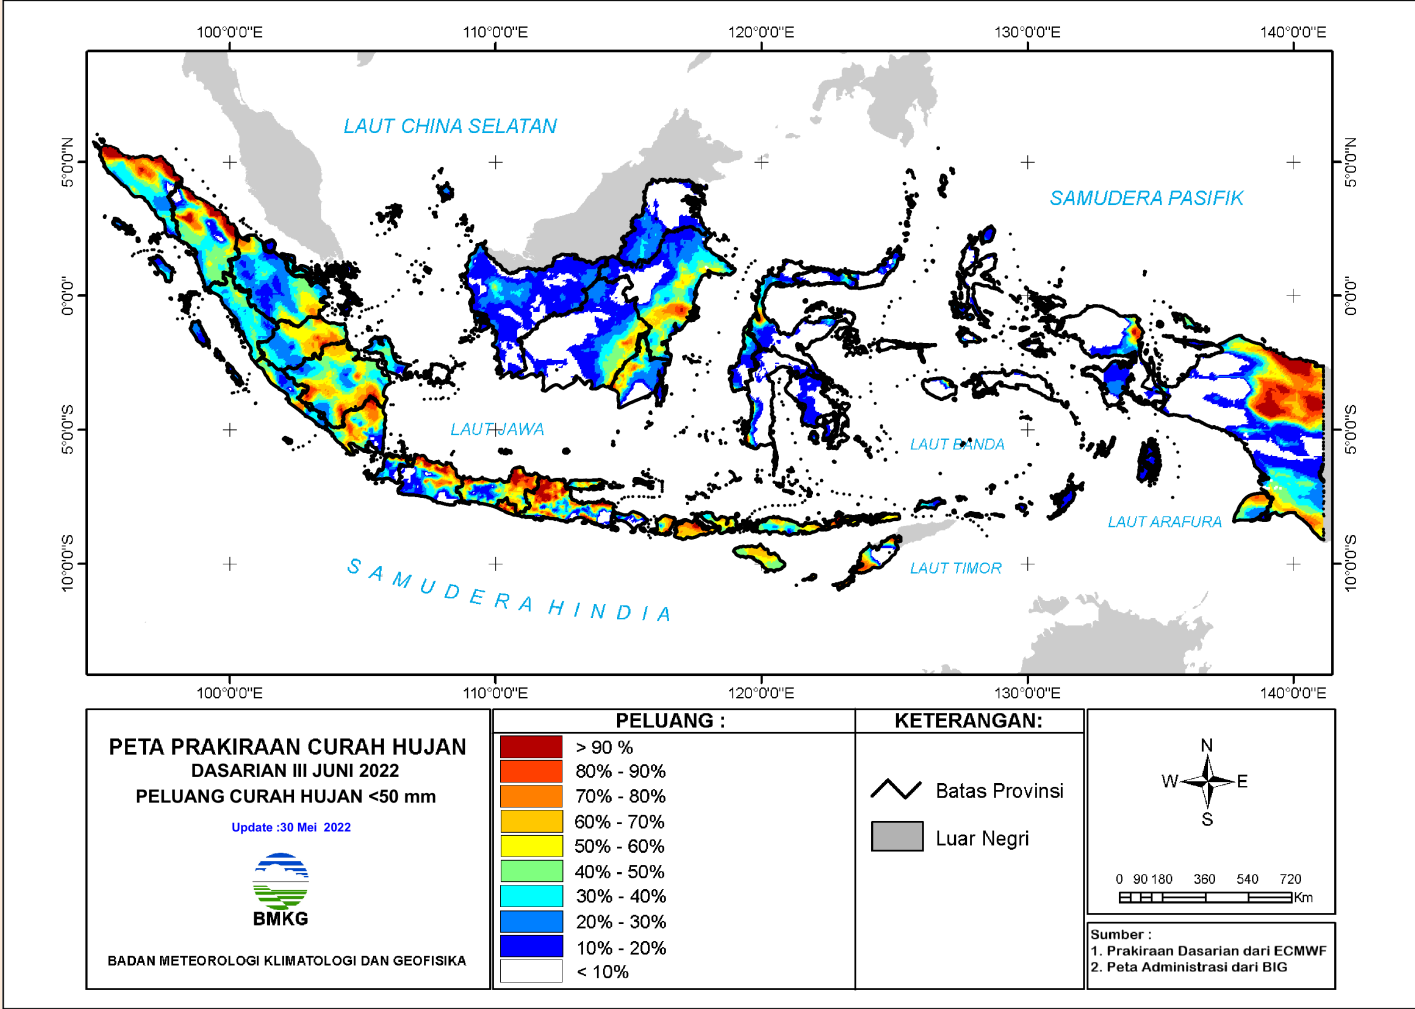 100°0'0"E 110°0'0"E 120°0'0"E 130°0'0"E 140°0'0"E
5°0'0"N
0°0'0"
5°0'0"S
10°0'0"S
LAUT CHINA SELATAN
SAMUDERA PASIFIK
LAUT JAWA
LAUT BANDA
LAUT ARAFURA
LAUT TIMOR
SAMUDERA HINDIA
5°0'0"N
0°0'0"
5°0'0"S
10°0'0"S
100°0'0"E 110°0'0"E 120°0'0"E 130°0'0"E 140°0'0"E
PETA PRAKIRAAN CURAH HUJAN
DASARIAN III JUNI 2022
PELUANG CURAH HUJAN <50 mm
Update :30 Mei 2022
BMKG
BADAN METEOROLOGI KLIMATOLOGI DAN GEOFISIKA
PELUANG :
> 90 %
80% - 90%
70% - 80%
60% - 70%
50% - 60%
40% - 50%
30% - 40%
20% - 30%
10% - 20%
< 10%
KETERANGAN:
Batas Provinsi
Luar Negri
N
W E
S
0 90 180 360 540 720
Km
Sumber :
1. Prakiraan Dasarian dari ECMWF
2. Peta Administrasi dari BIG